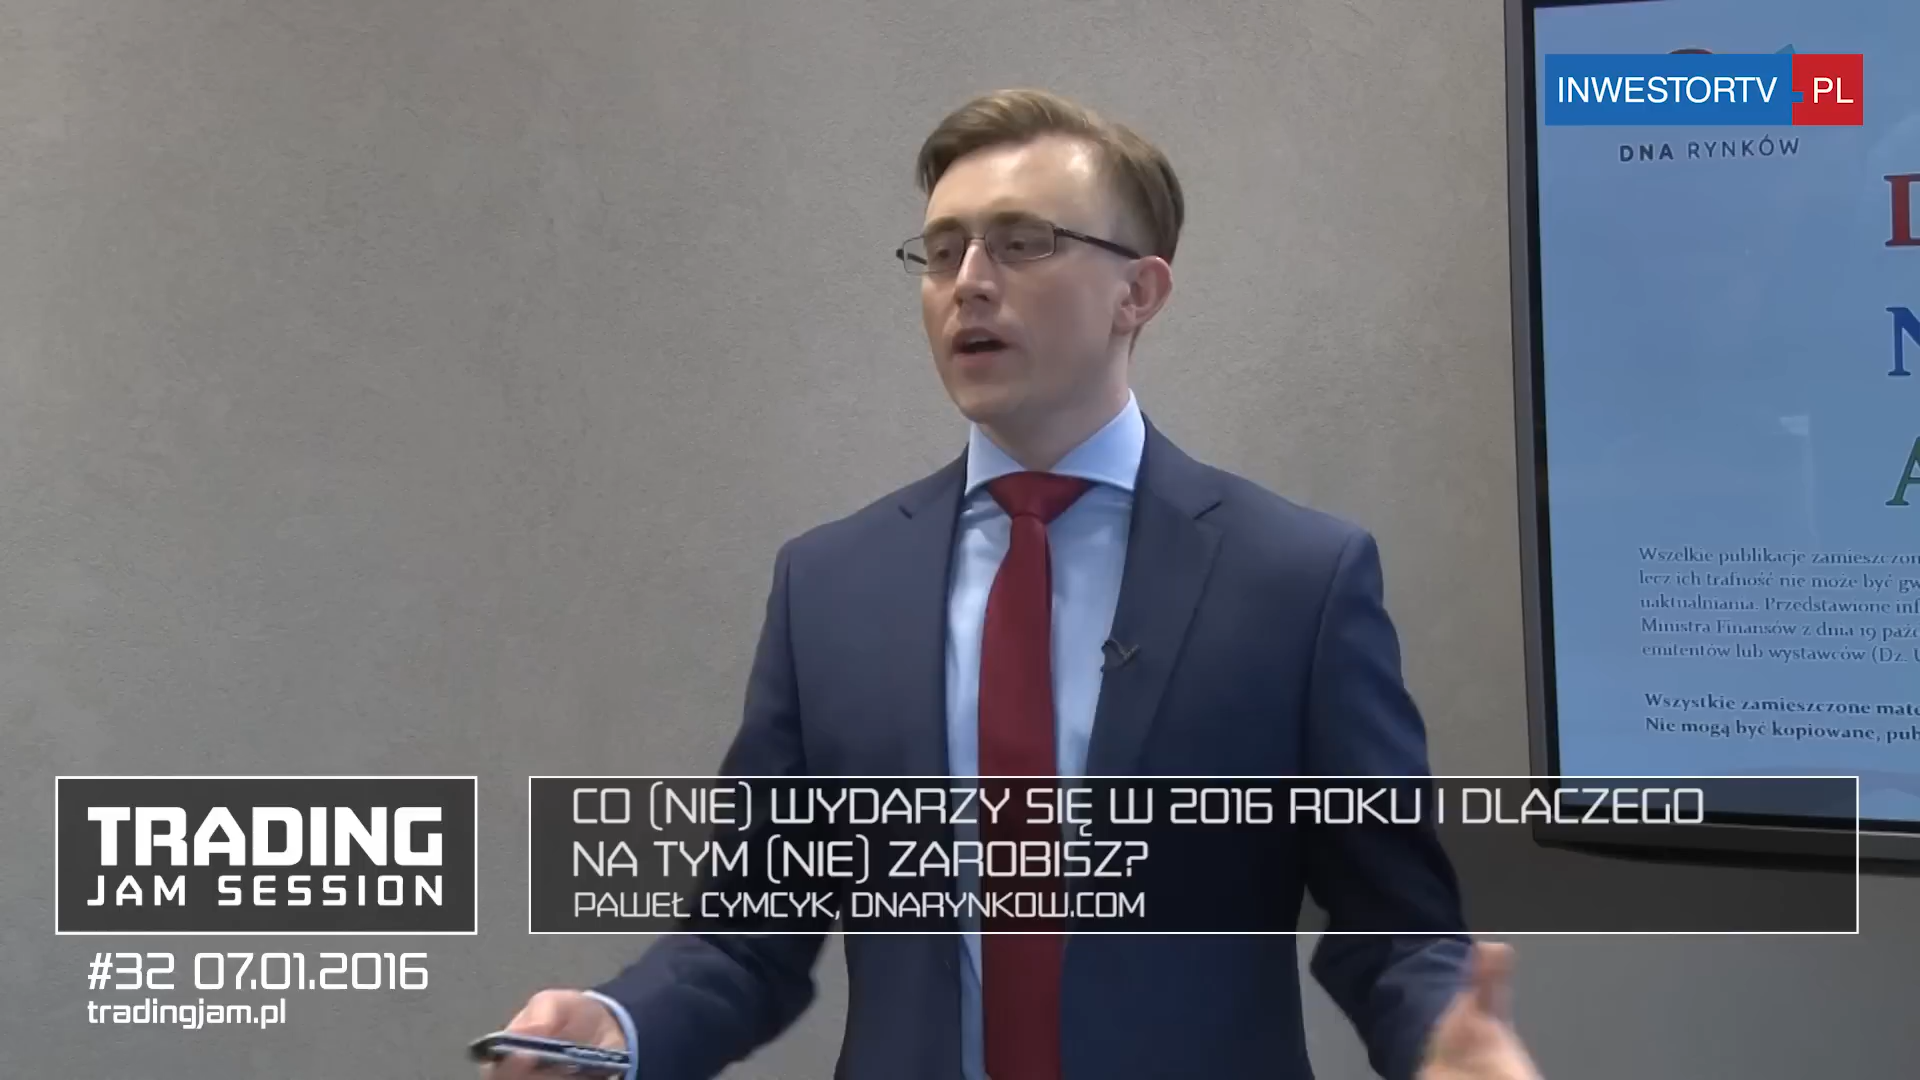 INWESTORTV.PL
DNA RYNKÓW
D
N
A
Wszelkie publikacje
lecz ich trafność nie może być
uaktualniania. Przedstawione
Ministra Finansów z dnia 19
emitentów lub wystawców (Dz.
Wszystkie zamieszczone
Nie mogą być kopiowane,
TRADING
JAM SESSION
CO (NIE) WYDARZY SIĘ W 2016 ROKU I DLACZEGO
NA TYM (NIE) ZAROBISZ?
PAWEŁ CYMCYK, DNARYNKOW.COM
#32 07.01.2016
tradingjam.pl